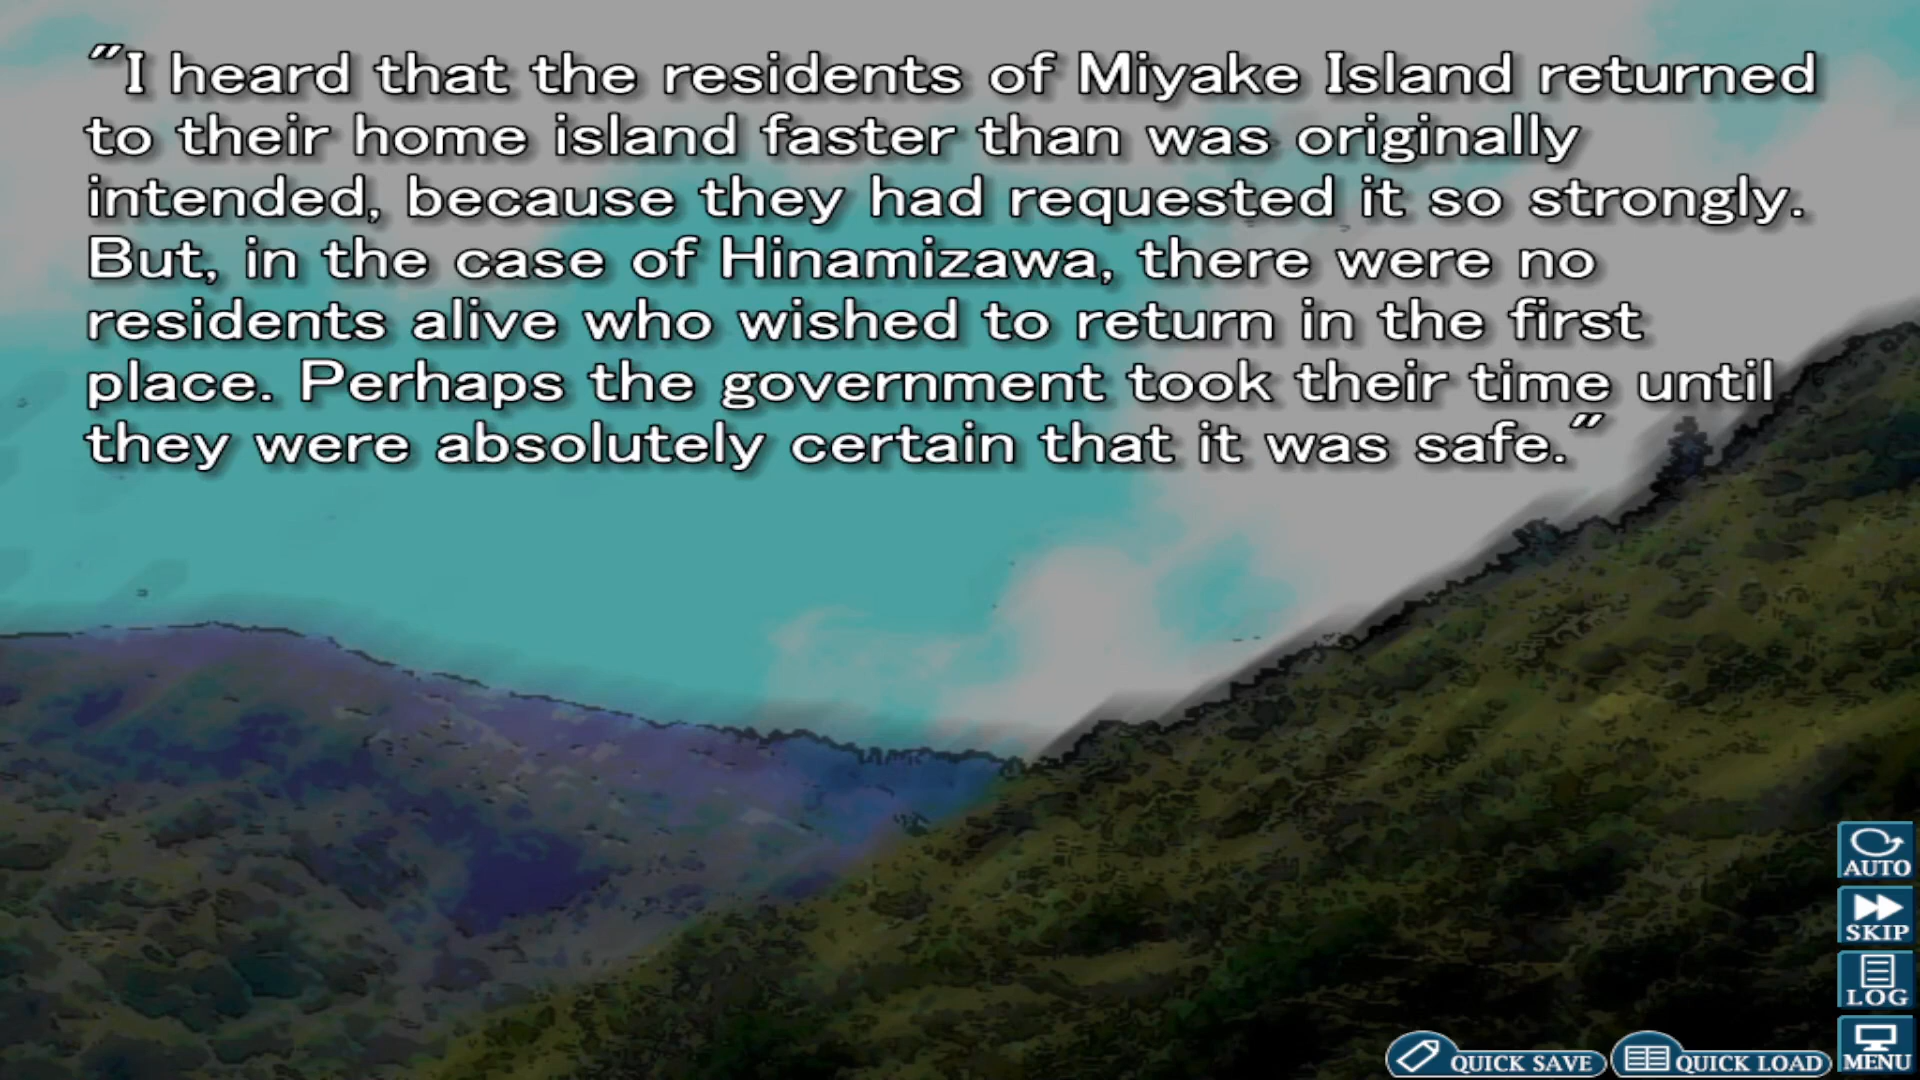 "I heard that the residents of Miyake Island returned
to their home island faster than was originally
intended, because they had requested it so strongly.
But, in the case of Hinamizawa, there were no
residents alive who wished to return in the first
place. Perhaps the government took their time until
they were absolutely certain that it was safe."
AUTO
SKIP
LOG
QUICK SAVE
QUICK LOAD
MENU